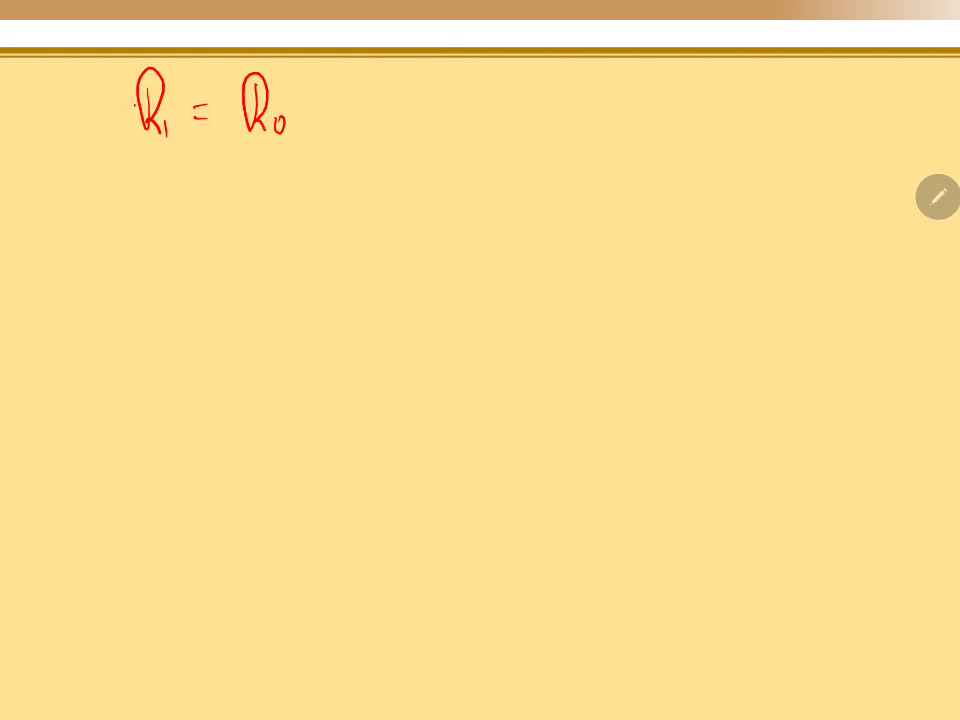 R₁ = R₀